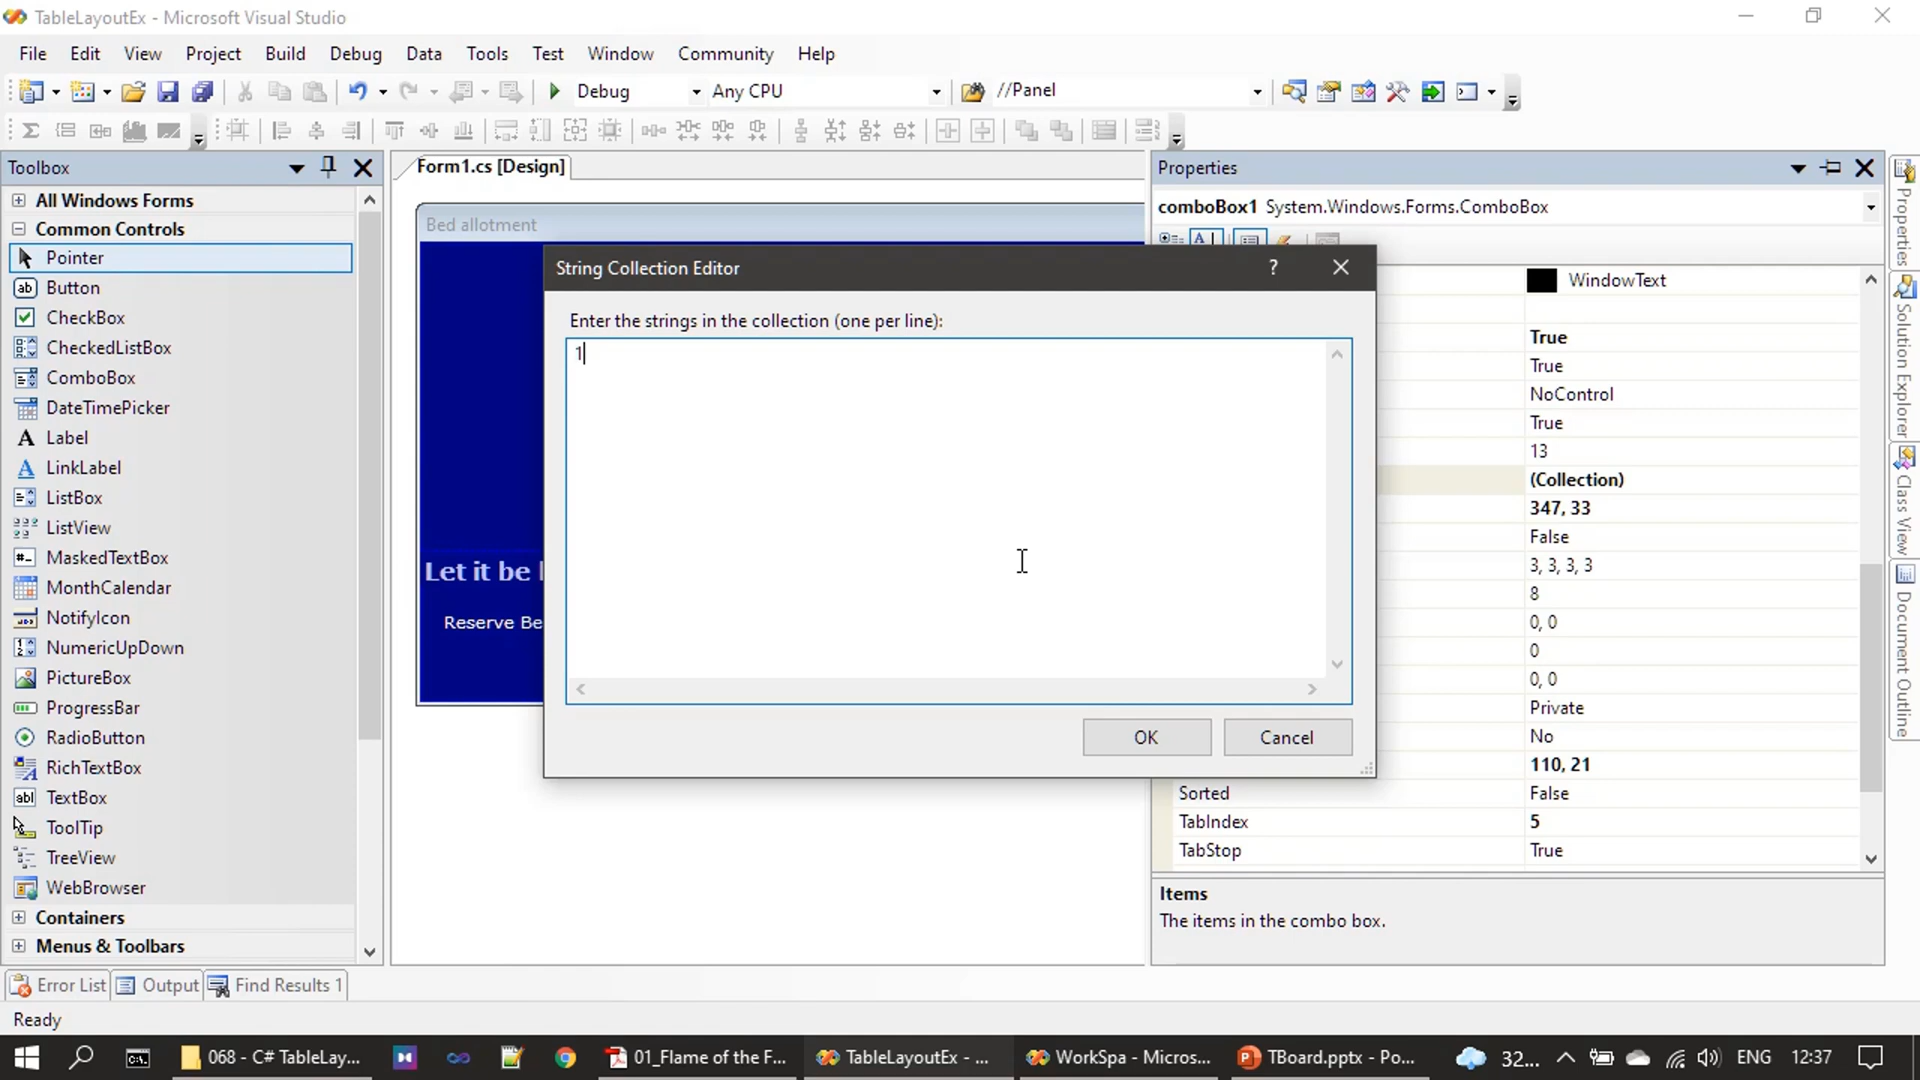 TableLayoutEx - Microsoft Visual Studio
File Edit View Project Build Debug Data Tools Test Window Community Help
Debug Any CPU //Panel
Toolbox
All Windows Forms
Common Controls
Pointer
Button
CheckBox
CheckedListBox
ComboBox
DateTimePicker
Label
LinkLabel
ListBox
ListView
MaskedTextBox
MonthCalendar
NotifyIcon
NumericUpDown
PictureBox
ProgressBar
RadioButton
RichTextBox
TextBox
ToolTip
TreeView
WebBrowser
Containers
Menus & Toolbars
Form1.cs [Design]
Bed allotment
Let it be
Reserve Be
String Collection Editor
?
Enter the strings in the collection (one per line):
1
OK Cancel
Properties
comboBox1 System.Windows.Forms.ComboBox
WindowText
True
True
NoControl
True
13
(Collection)
347, 33
False
3, 3, 3, 3
8
0, 0
0
0, 0
Private
No
110, 21
Sorted False
TabIndex 5
TabStop True
Items
The items in the combo box.
Properties
Solution Explorer
Class View
Document Outline
Error List Output Find Results 1
Ready
068 - C# TableLay... 01_Flame of the F... TableLayoutEx - ... WorkSpa - Micros... TBoard.pptx - Po... 32... ENG 12:37